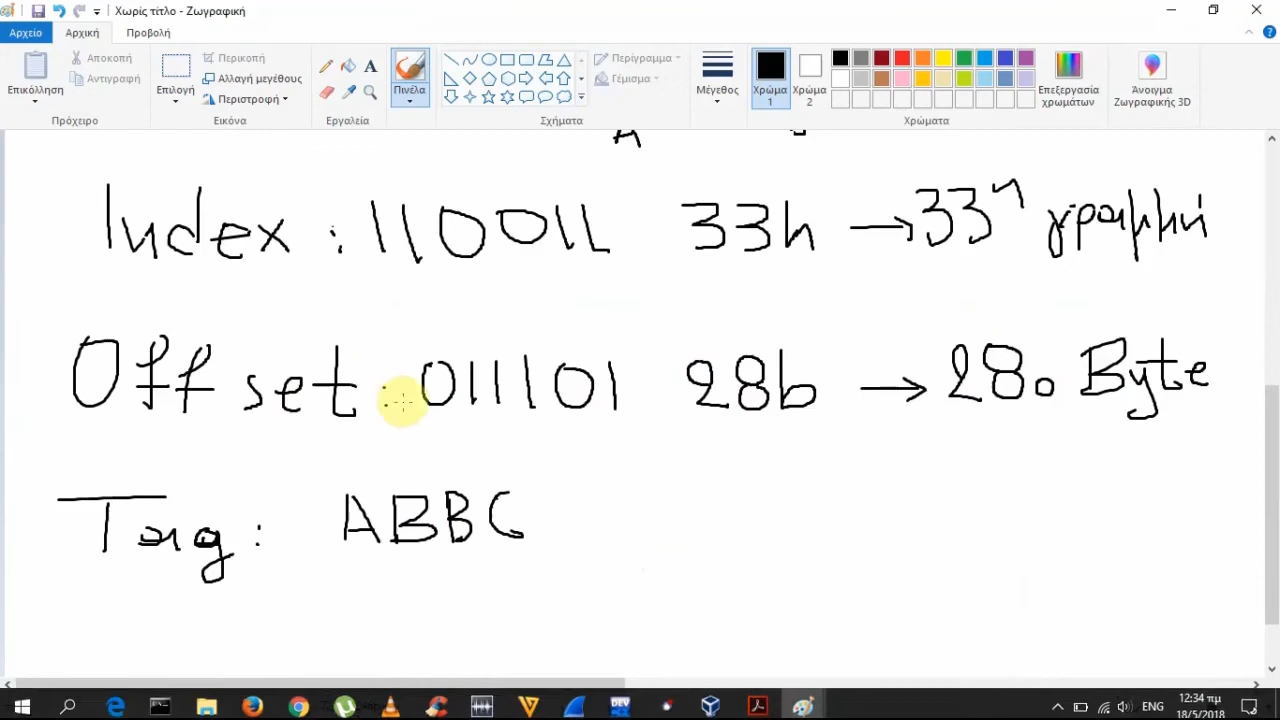 Χωρίς τίτλο - Ζωγραφική
Αρχείο Αρχική Προβολή
Επικόλληση Αποκοπή Αντιγραφή Πρόχειρο
Επιλογή Περικοπή Αλλαγή μεγέθους Περιστροφή Εικόνα
Εργαλεία
Πινέλα
Σχήματα Περίγραμμα Γέμισμα
Μέγεθος
Χρώμα 1 Χρώμα 2 Επεξεργασία χρωμάτων Χρώματα
Άνοιγμα Ζωγραφικής 3D
Index : 110011 33h → 33η γραμμή
Offset : 011101 28b → 28ο Byte
Tag: ABBC
DEV
ENG 12:34 πμ
18/5/2018